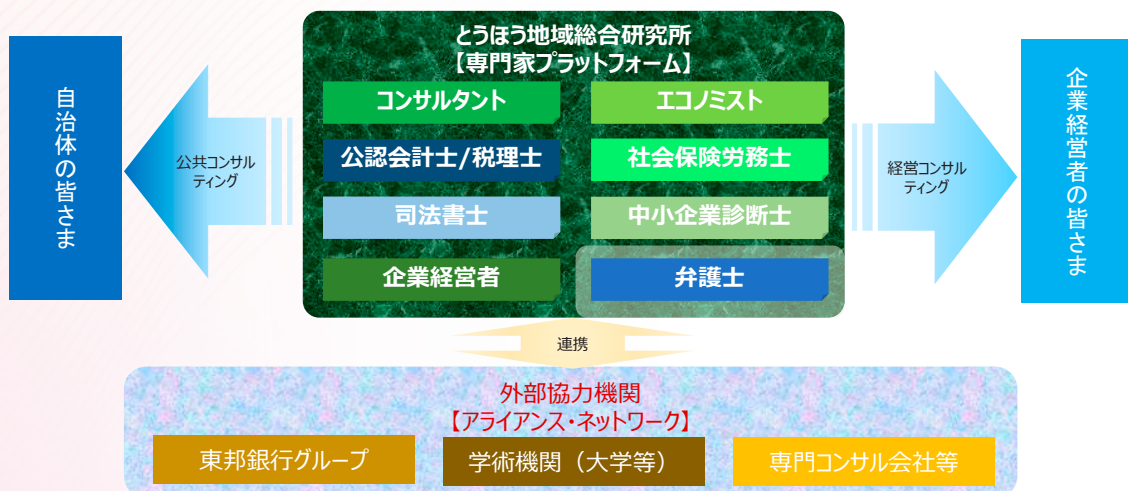 とうほう地域総合研究所
【専門家プラットフォーム】
コンサルタント
エコノミスト
公認会計士/税理士
社会保険労務士
司法書士
中小企業診断士
企業経営者
弁護士
自治体の皆さま
公共コンサル
ティング
経営コンサル
ティング
企業経営者の皆さま
連携
外部協力機関
【アライアンス・ネットワーク】
東邦銀行グループ
学術機関（大学等）
専門コンサル会社等